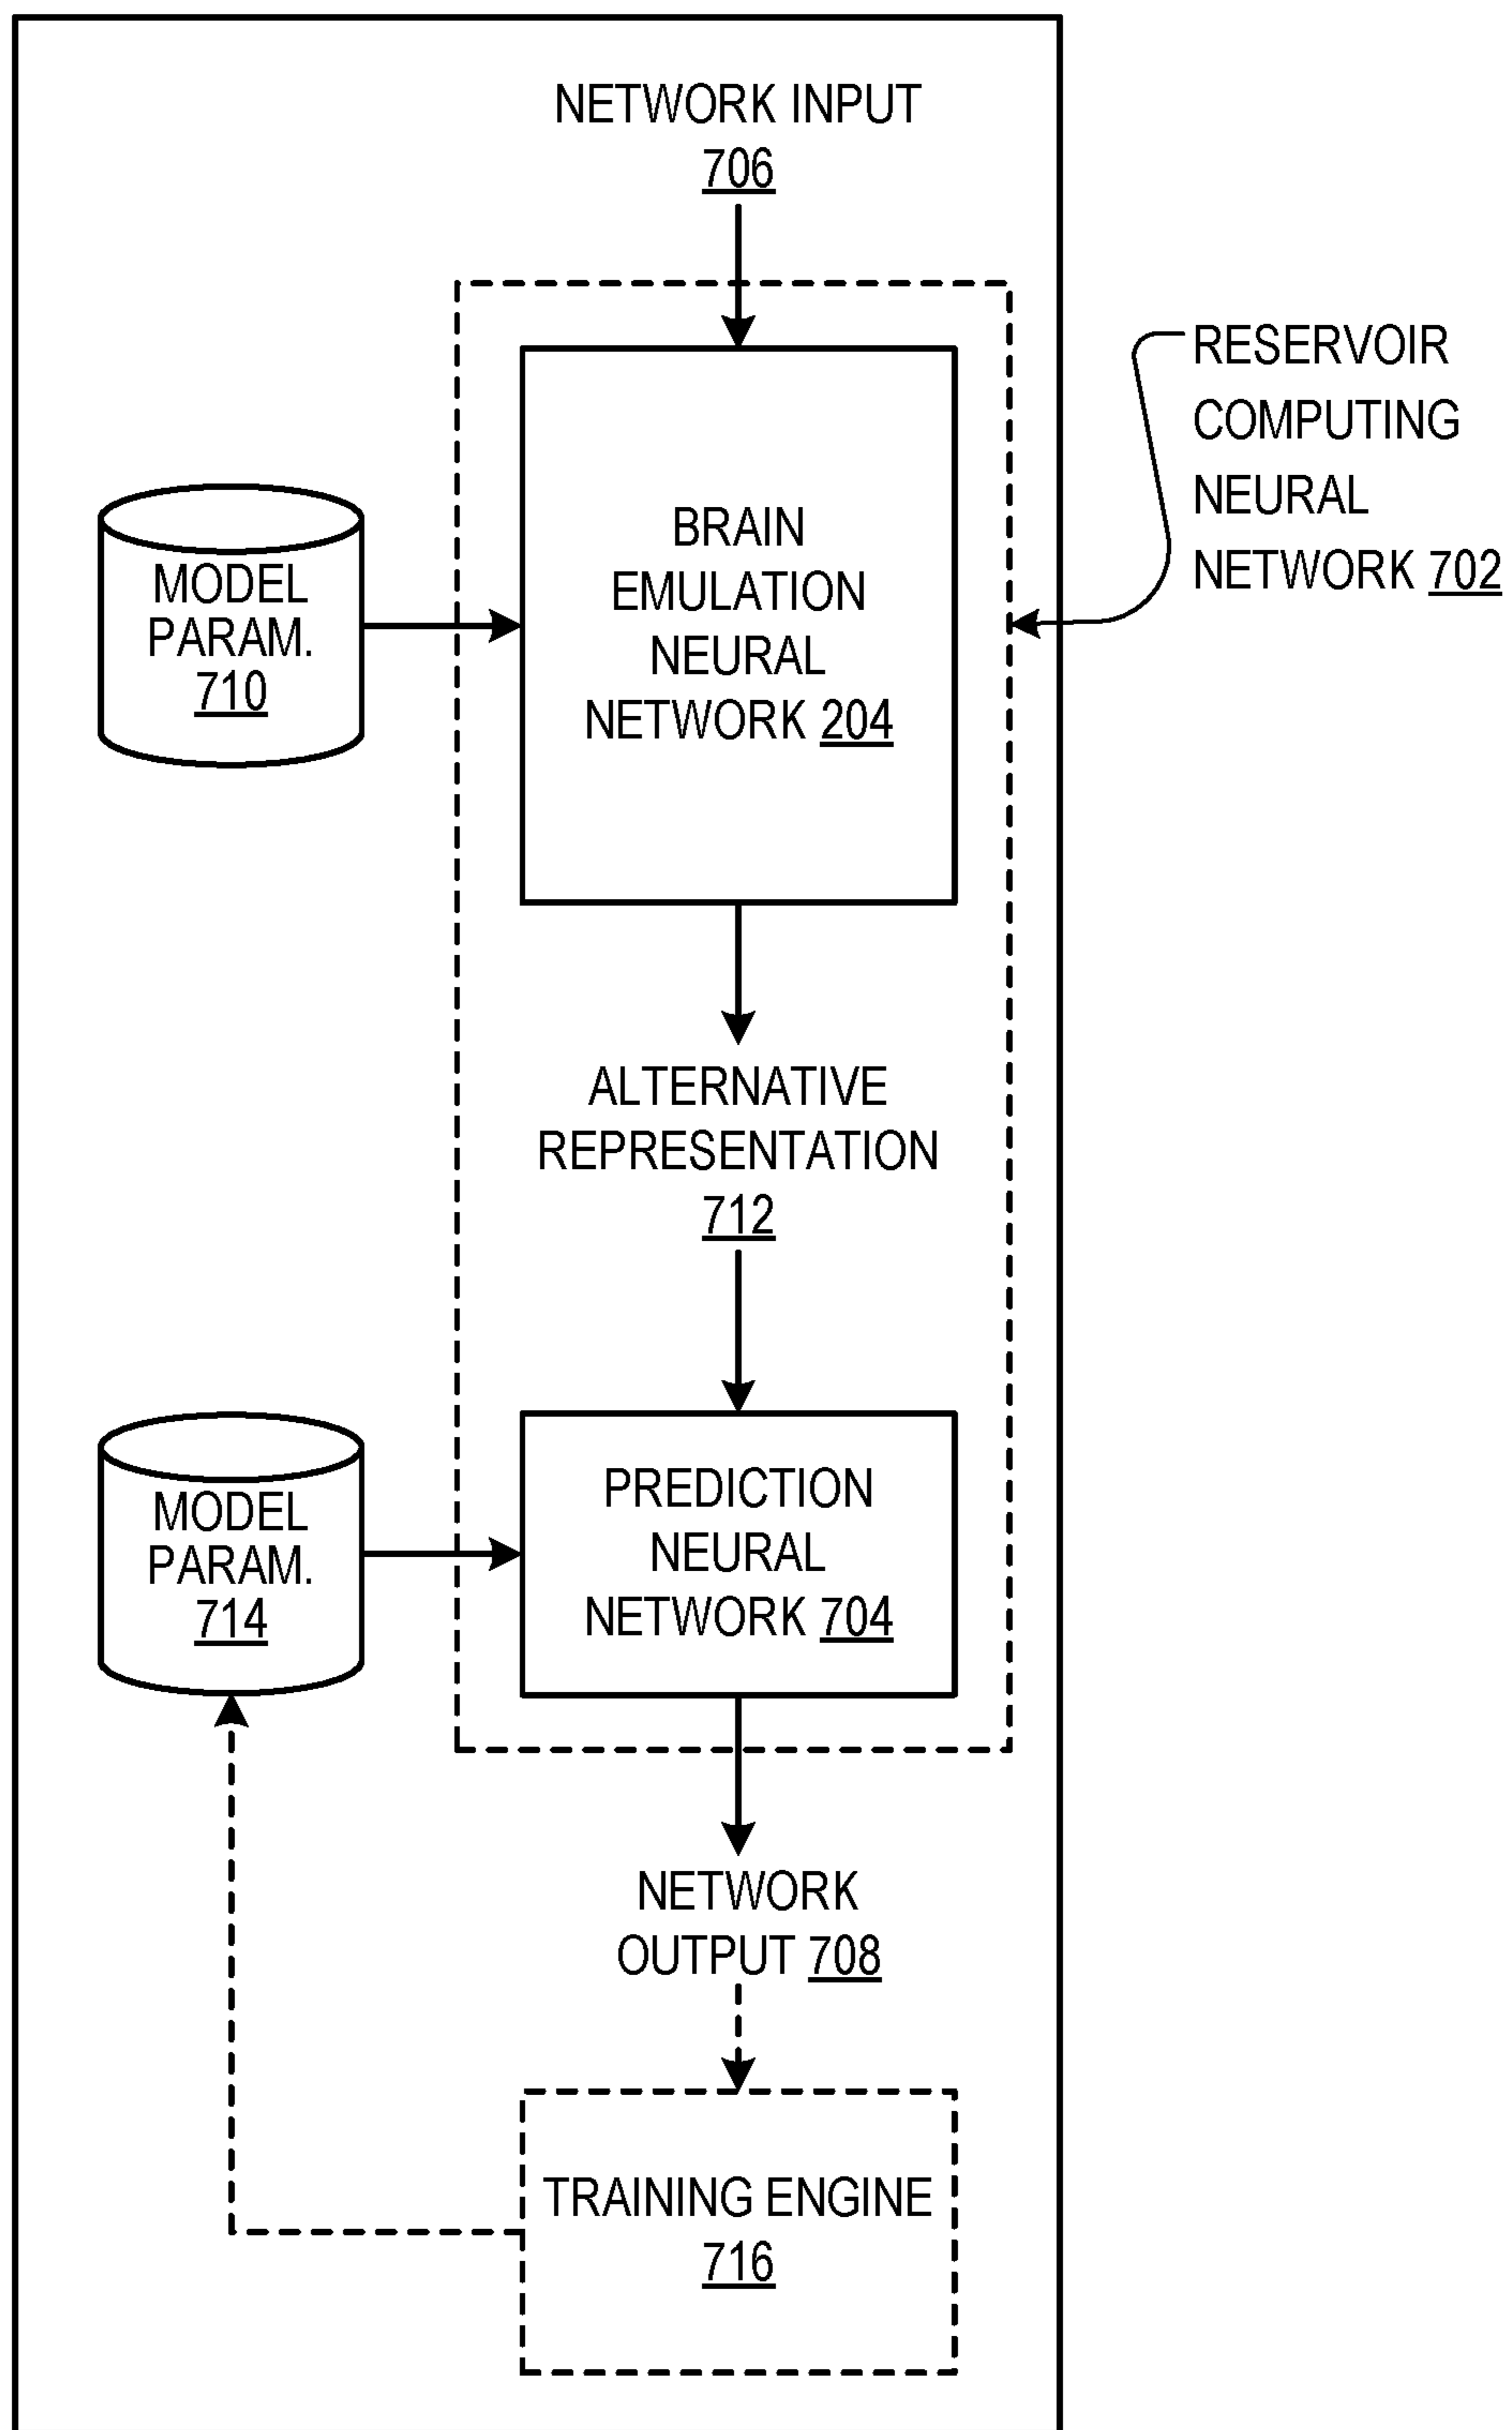 NETWORK INPUT
706
RESERVOIR
COMPUTING
NEURAL
NETWORK 702
BRAIN
EMULATION
NEURAL
NETWORK 204
MODEL
PARAM.
710
ALTERNATIVE
REPRESENTATION
712
MODEL
PARAM.
714
PREDICTION
NEURAL
NETWORK 704
NETWORK
OUTPUT 708
TRAINING ENGINE
716